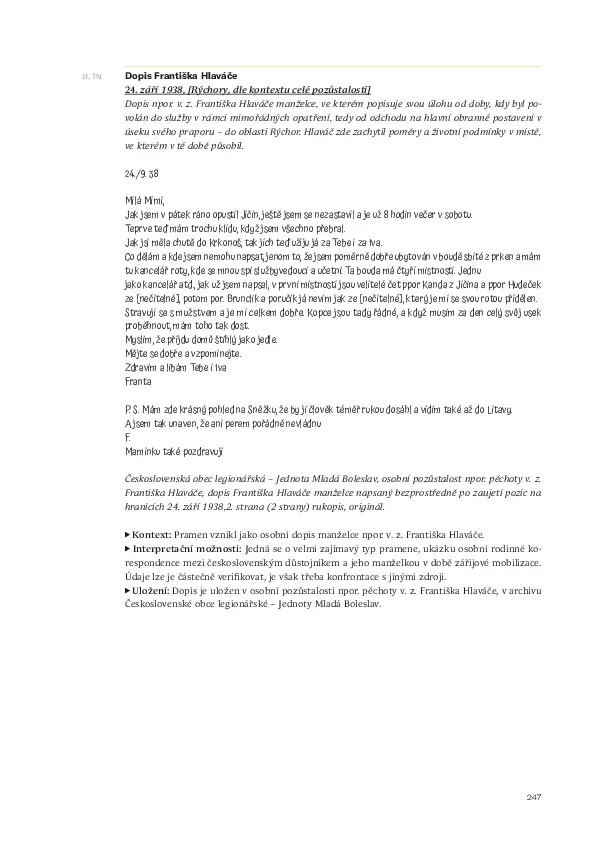 JJ, TN
Dopis Františka Hlaváče
24. září 1938, [Rýchory, dle kontextu celé pozůstalosti]
Dopis npor. v. z. Františka Hlaváče manželce, ve kterém popisuje svou úlohu od doby, kdy byl po-
volán do služby v rámci mimořádných opatření, tedy od odchodu na hlavní obranné postavení v
úseku svého praporu – do oblasti Rýchor. Hlaváč zde zachytil poměry a životní podmínky v místě,
ve kterém v té době působil.
24./9. 38
Milá Mimi,
Jak jsem v pátek ráno opustil Jičín, ještě jsem se nezastavil a je už 8 hodin večer v sobotu.
Teprve teď mám trochu klidu, když jsem všechno přebral.
Jak jsi měla chutě do Krkonoš, tak jich teď užiju já za Tebe i za Iva.
Co dělám a kde jsem nemohu napsat, jenom to, že jsem poměrně dobře ubytován v boudě sbité z prken a mám
tu kancelář roty, kde se mnou spí služby vedoucí a učetní. Ta bouda má čtyři místnosti. Jednu
jako kancelář atd., jak už jsem napsal, v první místnosti jsou velitelé čet ppor Kanda z Jičína a ppor Hudeček
ze [nečitelné], potom por. Brunclík a poručík já nevím jak ze [nečitelné], který je mi se svou rotou přidělen.
Stravuji se s mužstvem a je mi celkem dobře. Kopce jsou tady řádné, a když musím za den celý svůj usek
proběhnout, mám toho tak dost.
Myslím, že přijdu domů štíhlý jako jedle.
Mějte se dobře a vzpomínejte.
Zdravím a líbám Tebe i Iva
Franta
P. S. Mám zde krásný pohled na Sněžku, že by jí člověk téměř rukou dosáhl a vidím také až do Litavy.
A jsem tak unaven, že ani perem pořádně nevládnu
F.
Maminku také pozdravuji
Československá obec legionářská – Jednota Mladá Boleslav, osobní pozůstalost npor. pěchoty v. z.
Františka Hlaváče, dopis Františka Hlaváče manželce napsaný bezprostředně po zaujetí pozic na
hranicích 24. září 1938,2. strana (2 strany) rukopis, originál.
▶ Kontext: Pramen vznikl jako osobní dopis manželce npor. v. z. Františka Hlaváče.
▶ Interpretační možnosti: Jedná se o velmi zajímavý typ pramene, ukázku osobní rodinné ko-
respondence mezi československým důstojníkem a jeho manželkou v době zářijové mobilizace.
Údaje lze je částečně verifikovat, je však třeba konfrontace s jinými zdroji.
▶ Uložení: Dopis je uložen v osobní pozůstalosti npor. pěchoty v. z. Františka Hlaváče, v archivu
Československé obce legionářské – Jednoty Mladá Boleslav.
247